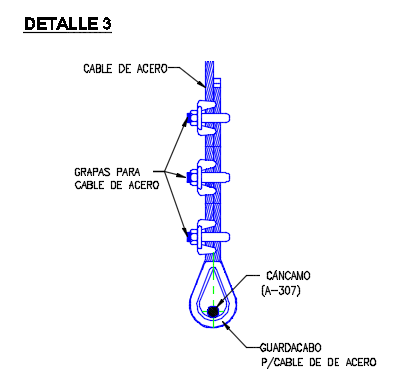 DETALLE 3
CABLE DE ACERO
GRAPAS PARA
CABLE DE ACERO
CÁNCAMO
(A-307)
GUARDACABO
P/CABLE DE DE ACERO